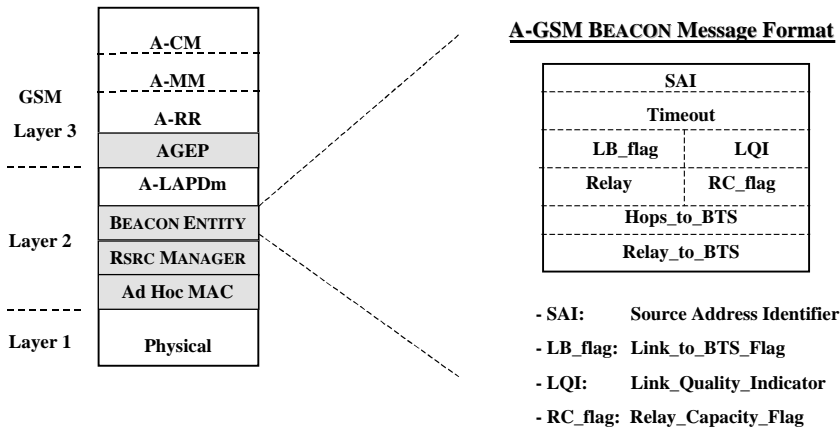 A-CM
A-MM
GSM
Layer 3
A-RR
AGEP
A-LAPDm
BEACON ENTITY
Layer 2
RSRC MANAGER
Ad Hoc MAC
Layer 1
Physical
A-GSM BEACON Message Format
SAI
Timeout
LB_flag LQI
Relay RC_flag
Hops_to_BTS
Relay_to_BTS
- SAI: Source Address Identifier
- LB_flag: Link_to_BTS_Flag
- LQI: Link_Quality_Indicator
- RC_flag: Relay_Capacity_Flag